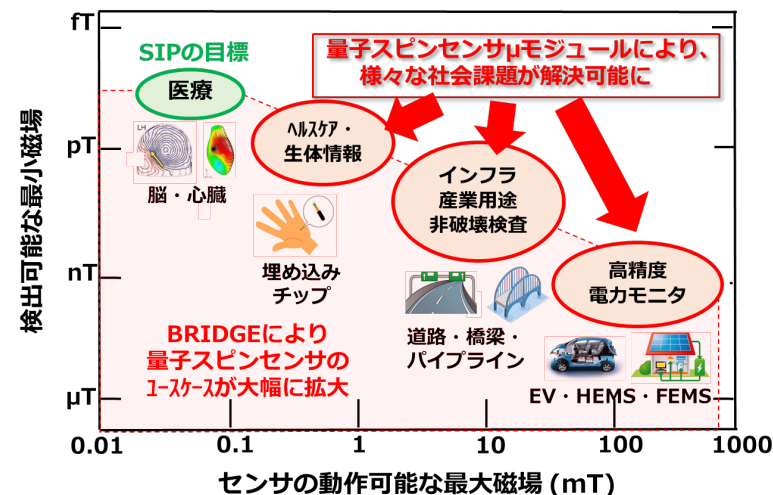 fT
SIPの目標
量子スピンセンサμモジュールにより、
様々な社会課題が解決可能に
医療
LH
ﾍﾙｽｹｱ・
生体情報
pT
脳・心臓
インフラ
産業用途
非破壊検査
検出可能な最小磁場
埋め込み
チップ
nT
高精度
電力モニタ
道路・橋梁・
パイプライン
BRIDGEにより
量子スピンセンサの
ﾕｰｽｹｰｽが大幅に拡大
EV・HEMS・FEMS
μT
0.01
0.1
1
10
100
1000
センサの動作可能な最大磁場 (mT)